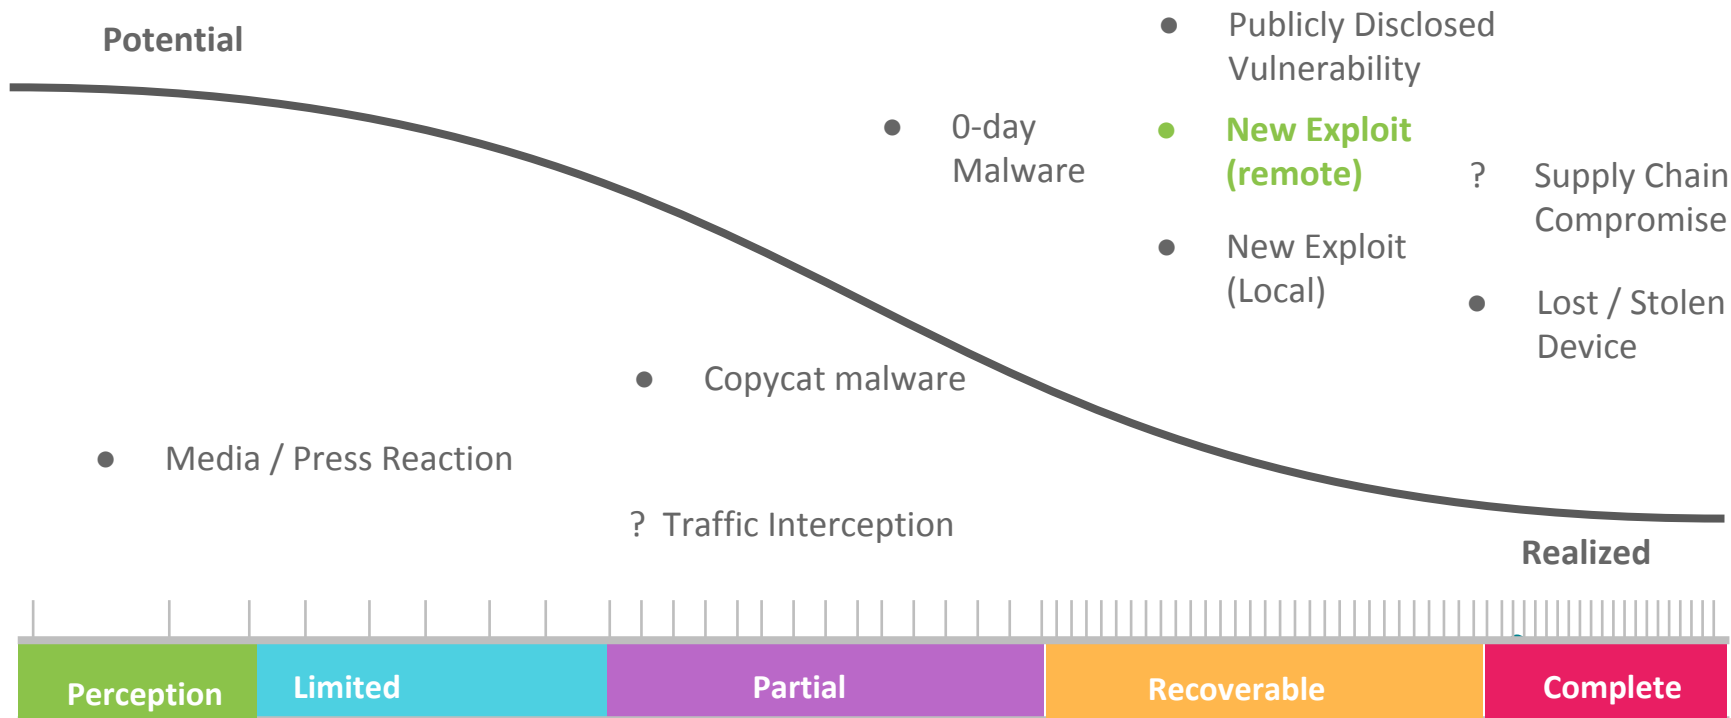 Potential
● Publicly Disclosed
Vulnerability
● 0-day
Malware
● New Exploit
(remote)
? Supply Chain
Compromise
● New Exploit
(Local)
● Lost / Stolen
Device
● Copycat malware
● Media / Press Reaction
? Traffic Interception
Realized
Perception
Limited
Partial
Recoverable
Complete